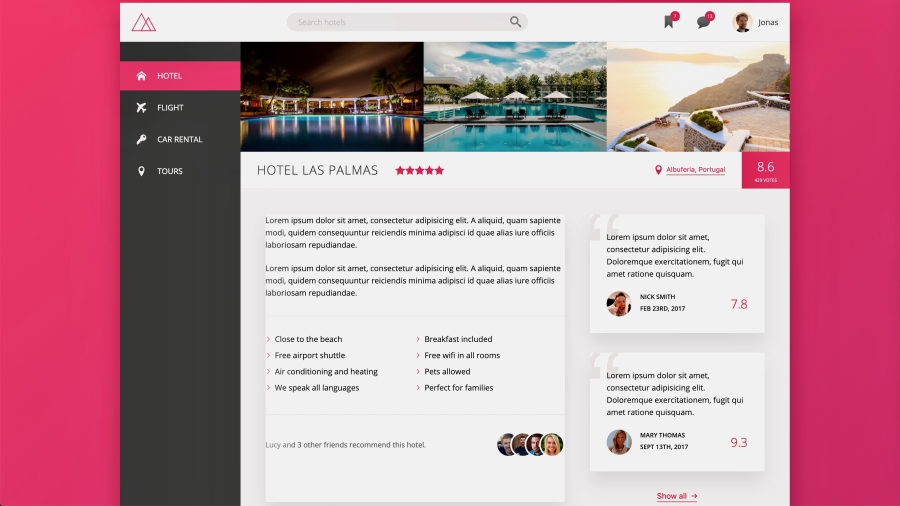 Search hotels
7
13
Jonas
HOTEL
FLIGHT
CAR RENTAL
TOURS
HOTEL LAS PALMAS
Albuferia, Portugal
8.6
429 VOTES
Lorem ipsum dolor sit amet, consectetur adipisicing elit. A aliquid, quam sapiente
modi, quidem consequuntur reiciendis minima adipisci id quae alias iure officiis
laboriosam repudiandae.
Lorem ipsum dolor sit amet, consectetur adipisicing elit. A aliquid, quam sapiente
modi, quidem consequuntur reiciendis minima adipisci id quae alias iure officiis
laboriosam repudiandae.
Close to the beach
Free airport shuttle
Air conditioning and heating
We speak all languages
Breakfast included
Free wifi in all rooms
Pets allowed
Perfect for families
Lucy and 3 other friends recommend this hotel.
“
Lorem ipsum dolor sit amet,
consectetur adipisicing elit.
Doloremque exercitationem, fugit qui
amet ratione quisquam.
NICK SMITH
FEB 23RD, 2017
7.8
“
Lorem ipsum dolor sit amet,
consectetur adipisicing elit.
Doloremque exercitationem, fugit qui
amet ratione quisquam.
MARY THOMAS
SEPT 13TH, 2017
9.3
Show all →